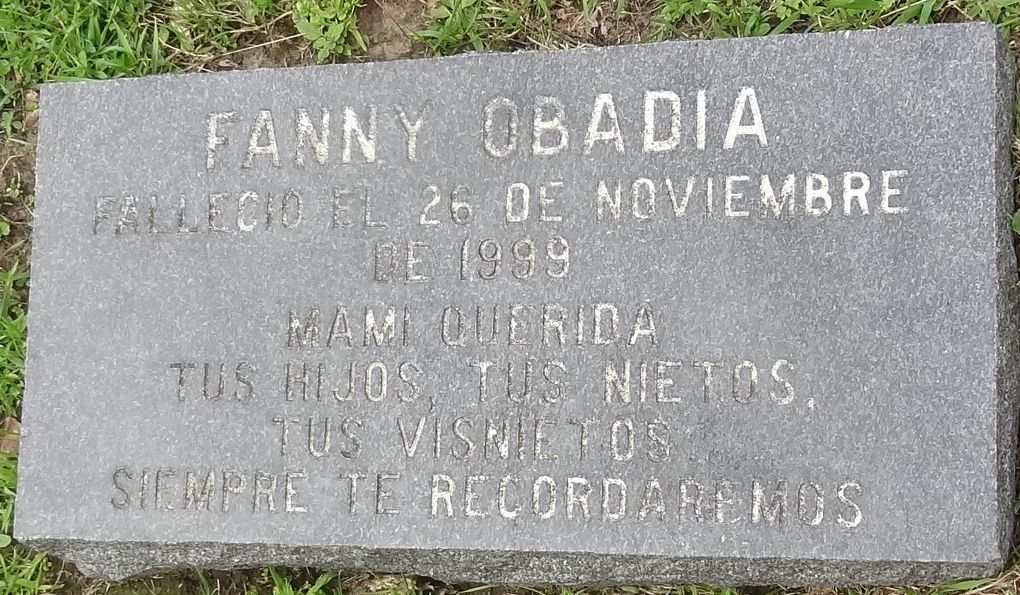 FANNY OBADIA
FALLECIO EL 26 DE NOVIEMBRE
DE 1999
MAMI QUERIDA
TUS HIJOS, TUS NIETOS,
TUS VISNIETOS
SIEMPRE TE RECORDAREMOS